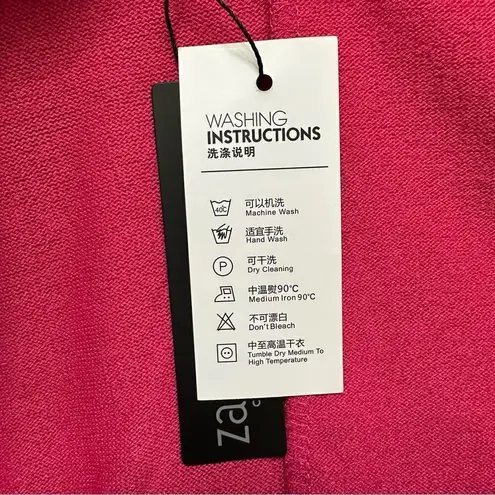 WASHING
INSTRUCTIONS
洗涤说明
40C
可以机洗
Machine Wash
适宜手洗
Hand Wash
P
可干洗
Dry Cleaning
中温熨90℃
Medium Iron 90℃
不可漂白
Don't Bleach
中至高温干衣
Tumble Dry Medium To
High Temperature
za